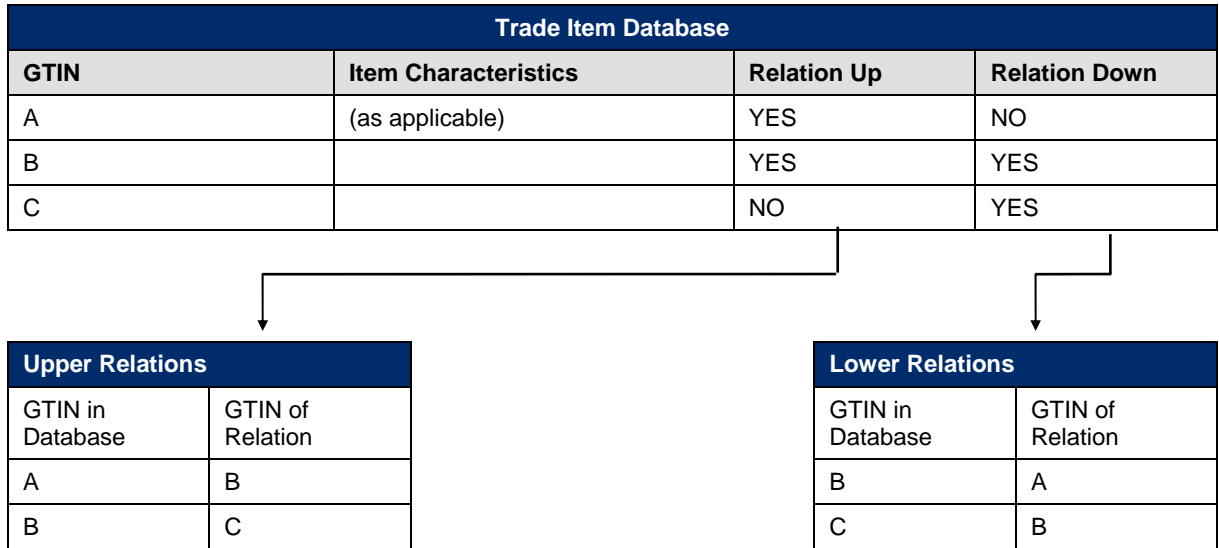 Trade Item Database
GTIN Item Characteristics Relation Up Relation Down
A (as applicable) YES NO
B YES YES
C NO YES
Upper Relations
GTIN in Database GTIN of Relation
A B
B C
Lower Relations
GTIN in Database GTIN of Relation
B A
C B